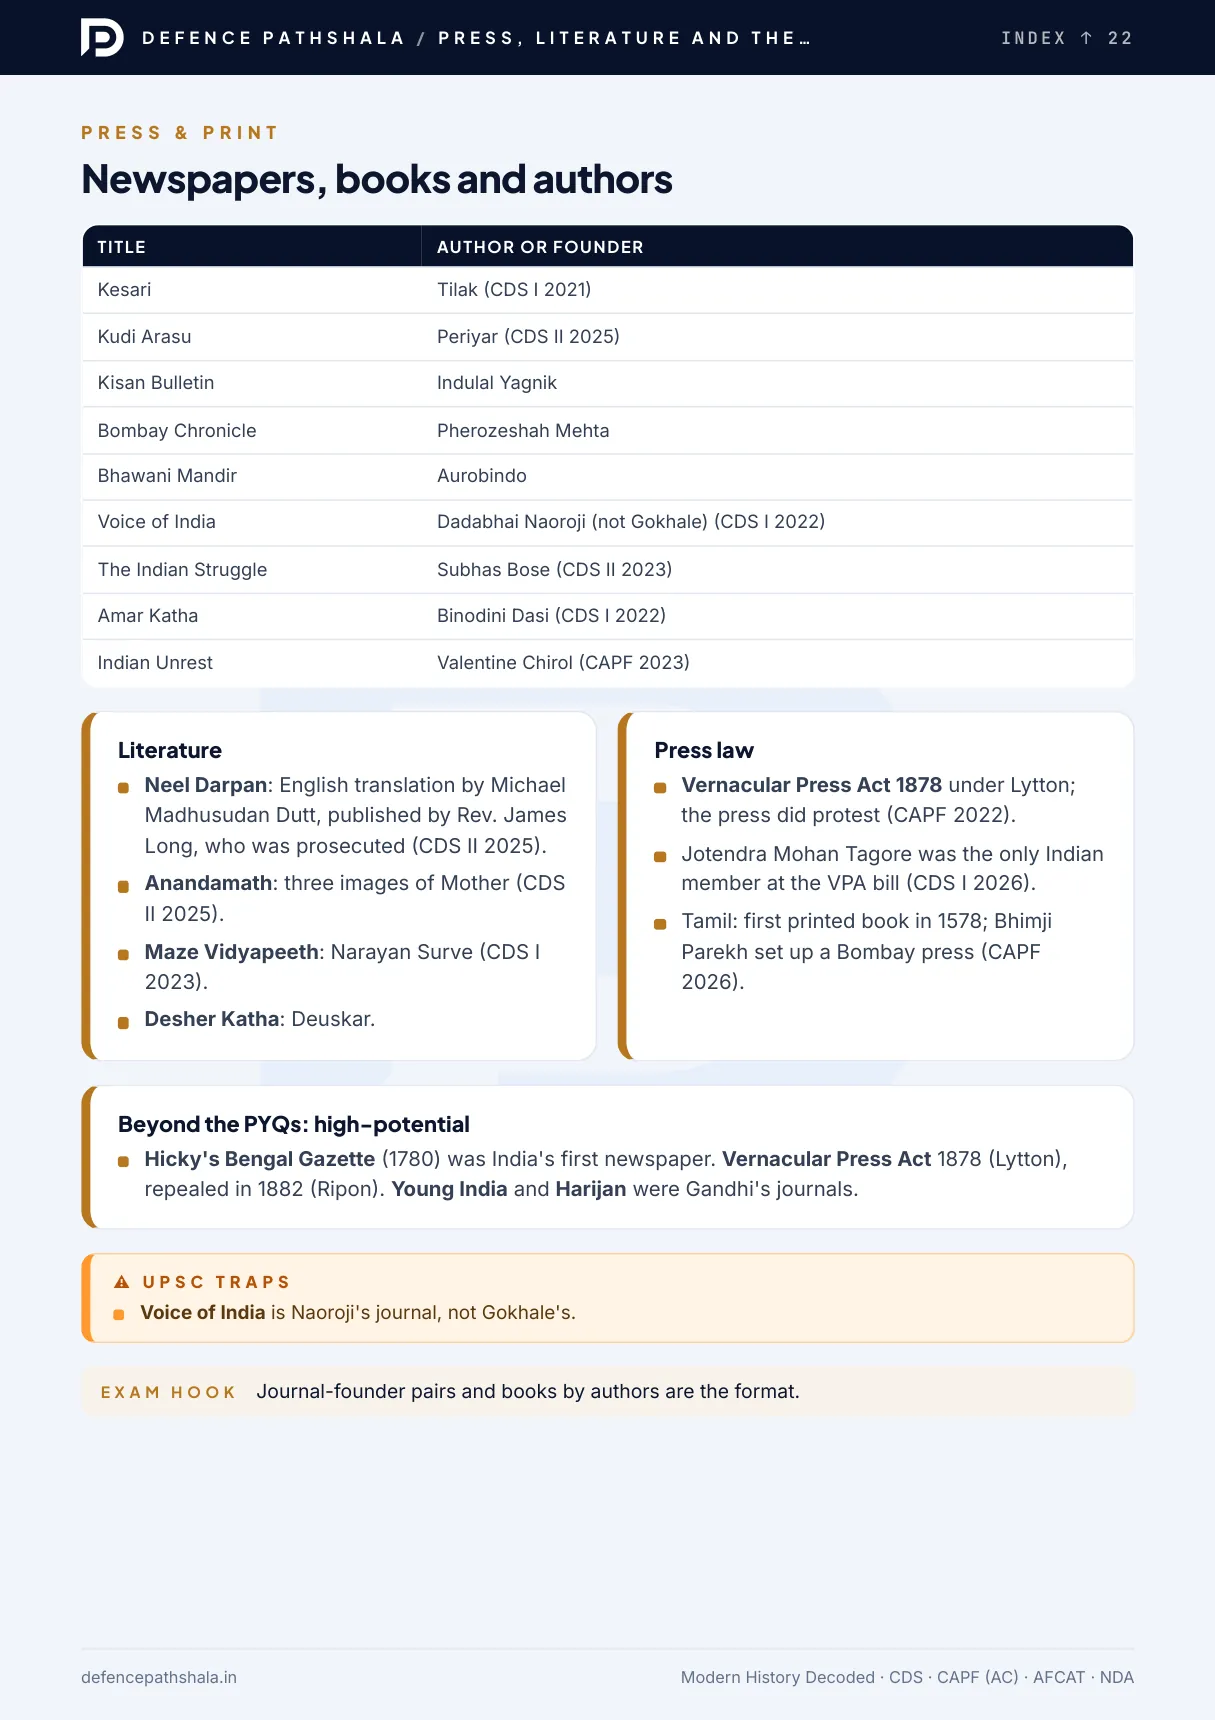 DEFENCE PATHSHALA / PRESS, LITERATURE AND THE…
INDEX ↑ 22
PRESS & PRINT
Newspapers, books and authors
TITLE AUTHOR OR FOUNDER
Kesari Tilak (CDS I 2021)
Kudi Arasu Periyar (CDS II 2025)
Kisan Bulletin Indulal Yagnik
Bombay Chronicle Pherozeshah Mehta
Bhawani Mandir Aurobindo
Voice of India Dadabhai Naoroji (not Gokhale) (CDS I 2022)
The Indian Struggle Subhas Bose (CDS II 2023)
Amar Katha Binodini Dasi (CDS I 2022)
Indian Unrest Valentine Chirol (CAPF 2023)
Literature
Neel Darpan: English translation by Michael
Madhusudan Dutt, published by Rev. James
Long, who was prosecuted (CDS II 2025).
Anandamath: three images of Mother (CDS
II 2025).
Maze Vidyapeeth: Narayan Surve (CDS I
2023).
Desher Katha: Deuskar.
Press law
Vernacular Press Act 1878 under Lytton;
the press did protest (CAPF 2022).
Jotendra Mohan Tagore was the only Indian
member at the VPA bill (CDS I 2026).
Tamil: first printed book in 1578; Bhimji
Parekh set up a Bombay press (CAPF
2026).
Beyond the PYQs: high-potential
Hicky's Bengal Gazette (1780) was India's first newspaper. Vernacular Press Act 1878 (Lytton),
repealed in 1882 (Ripon). Young India and Harijan were Gandhi's journals.
UPSC TRAPS
Voice of India is Naoroji's journal, not Gokhale's.
EXAM HOOK Journal-founder pairs and books by authors are the format.
defencepathshala.in
Modern History Decoded · CDS · CAPF (AC) · AFCAT · NDA